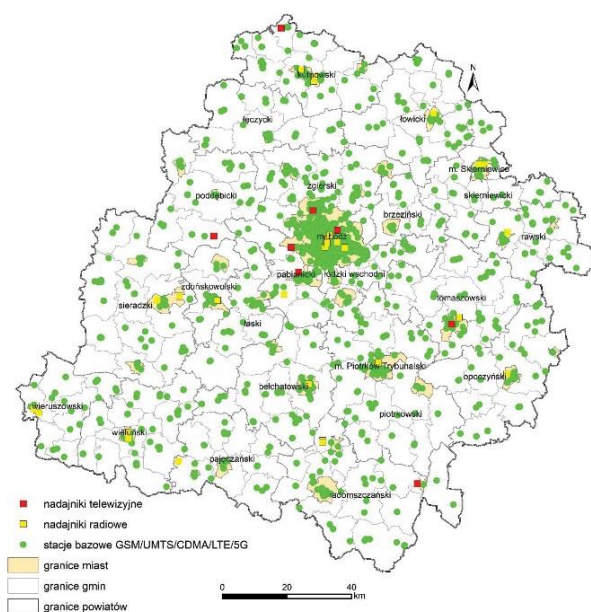 kutnowski
N
łęczycki
łowicki
m. Skierniewice
zgierski
skierniewicki
poddębicki
brzeziński
m. Łódź
rawski
pabianicki
łódzki wschodni
zduńskowolski
sieradzki
tomaszowski
łaski
m. Piotrków Trybunalski
bełchatowski
opoczyński
wieruszowski
piotrkowski
wieluński
pajęczański
radomszczański
nadajniki telewizyjne
nadajniki radiowe
stacje bazowe GSM/UMTS/CDMA/LTE/5G
granice miast
granice gmin
granice powiatów
0 20 40
km